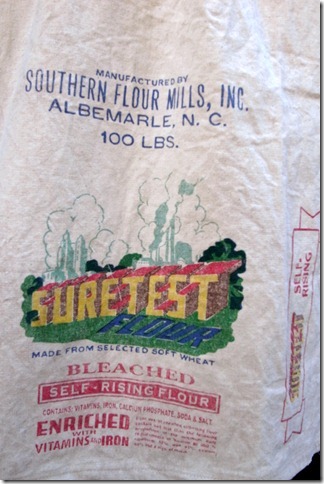 MANUFACTURED BY
SOUTHERN FLOUR MILLS, INC.
ALBEMARLE, N. C.
100 LBS.
SURETEST
FLOUR
MADE FROM SELECTED SOFT WHEAT
BLEACHED
SELF-RISING FLOUR
CONTAINS: VITAMINS, IRON, CALCIUM PHOSPHATE, SODA & SALT
ENRICHED
WITH
VITAMINS AND IRON
SELF-
RISING
SURETEST